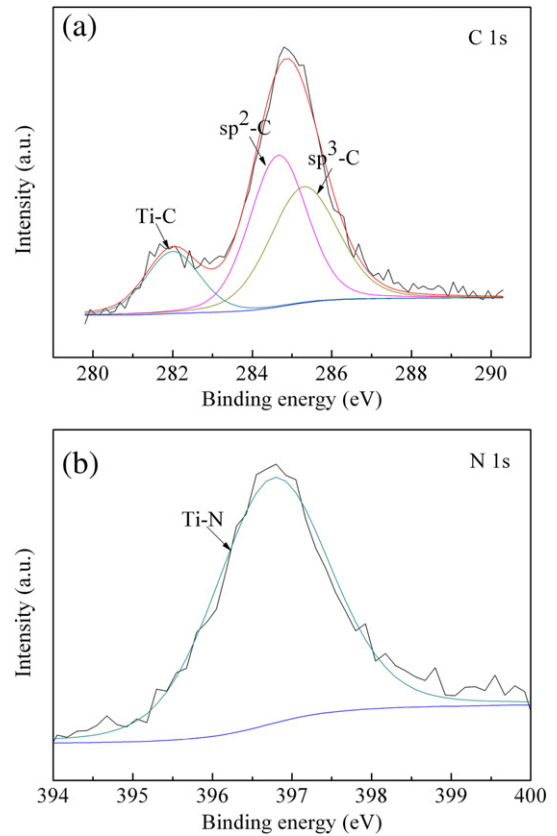 (a)
C 1s
sp²-C
sp³-C
Ti-C
Intensity (a.u.)
280 282 284 286 288 290
Binding energy (eV)
(b)
N 1s
Ti-N
Intensity (a.u.)
394 395 396 397 398 399 400
Binding energy (eV)